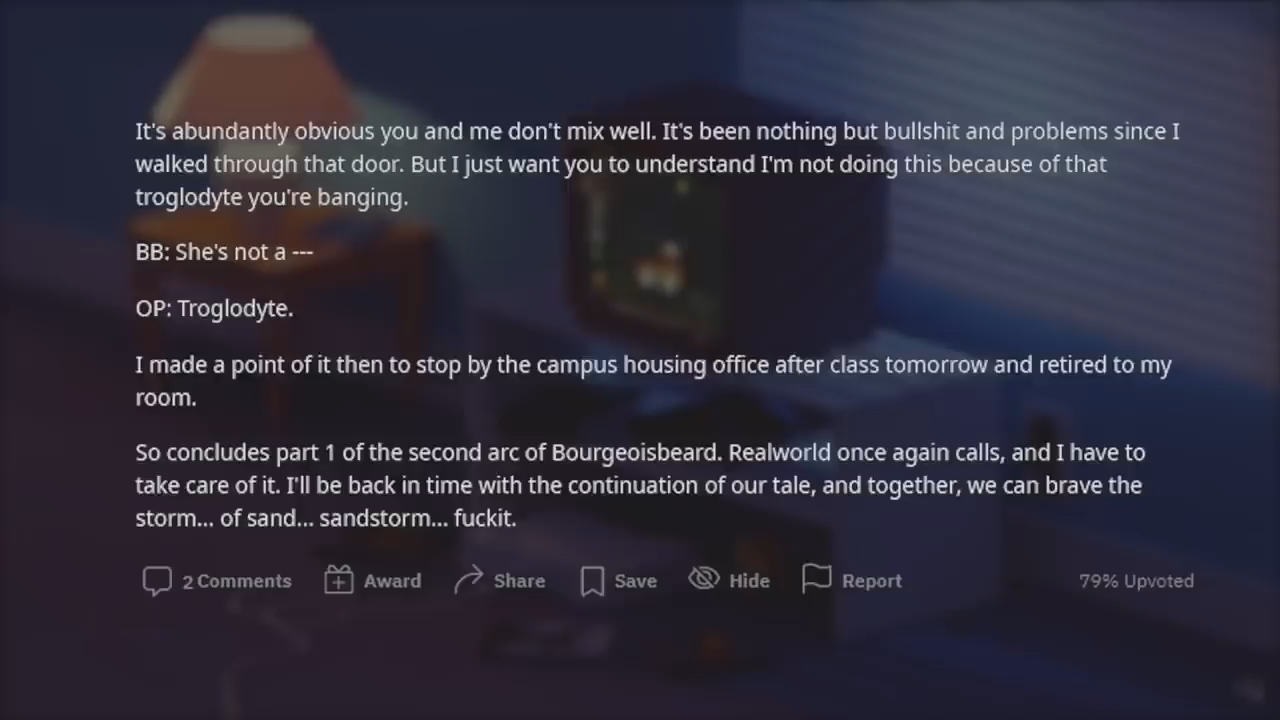 It's abundantly obvious you and me don't mix well. It's been nothing but bullshit and problems since I
walked through that door. But I just want you to understand I'm not doing this because of that
troglodyte you're banging.
BB: She's not a ---
OP: Troglodyte.
I made a point of it then to stop by the campus housing office after class tomorrow and retired to my
room.
So concludes part 1 of the second arc of Bourgeoisbeard. Realworld once again calls, and I have to
take care of it. I'll be back in time with the continuation of our tale, and together, we can brave the
storm... of sand... sandstorm... fuckit.
2 Comments Award Share Save Hide Report 79% Upvoted